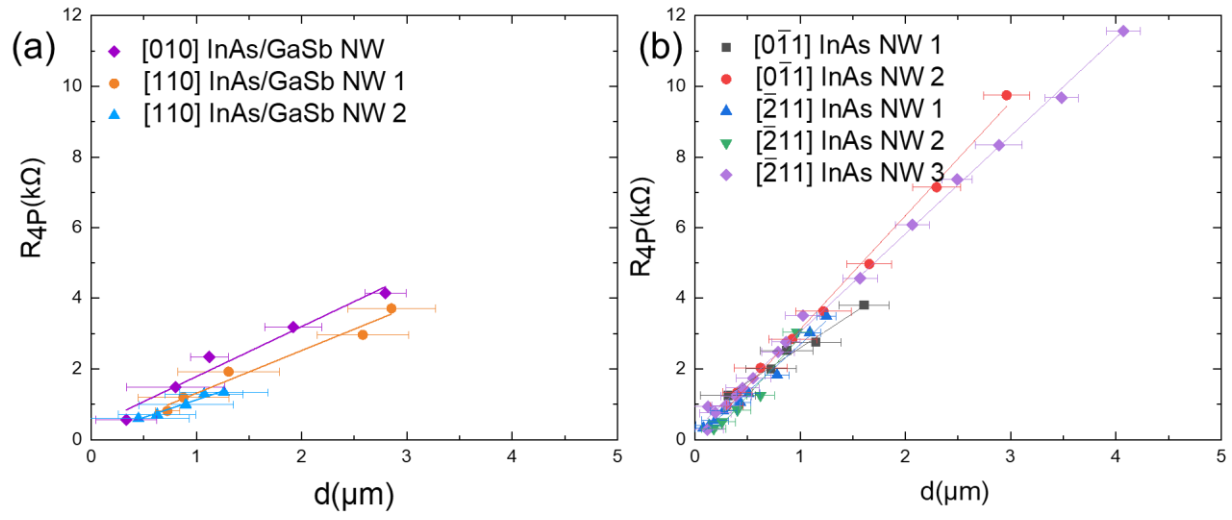 (a)
[010] InAs/GaSb NW
[110] InAs/GaSb NW 1
[110] InAs/GaSb NW 2
12
10
8
6
4
2
0
R4P(kΩ)
0 1 2 3 4 5
d(μm)
(b)
[01̅1] InAs NW 1
[01̅1] InAs NW 2
[2̅11] InAs NW 1
[2̅11] InAs NW 2
[2̅11] InAs NW 3
12
10
8
6
4
2
0
R4P(kΩ)
0 1 2 3 4 5
d(μm)